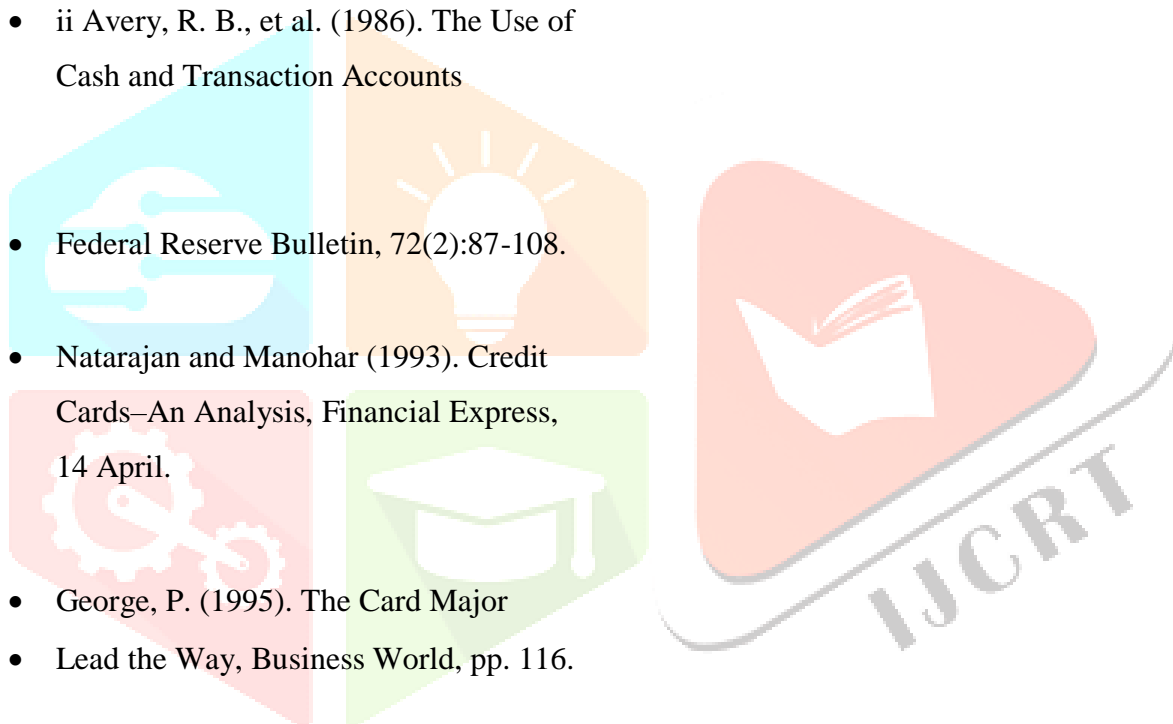 • ii Avery, R. B., et al. (1986). The Use of
Cash and Transaction Accounts
• Federal Reserve Bulletin, 72(2):87-108.
• Natarajan and Manohar (1993). Credit
Cards–An Analysis, Financial Express,
14 April.
• George, P. (1995). The Card Major
• Lead the Way, Business World, pp. 116.
IJCRT